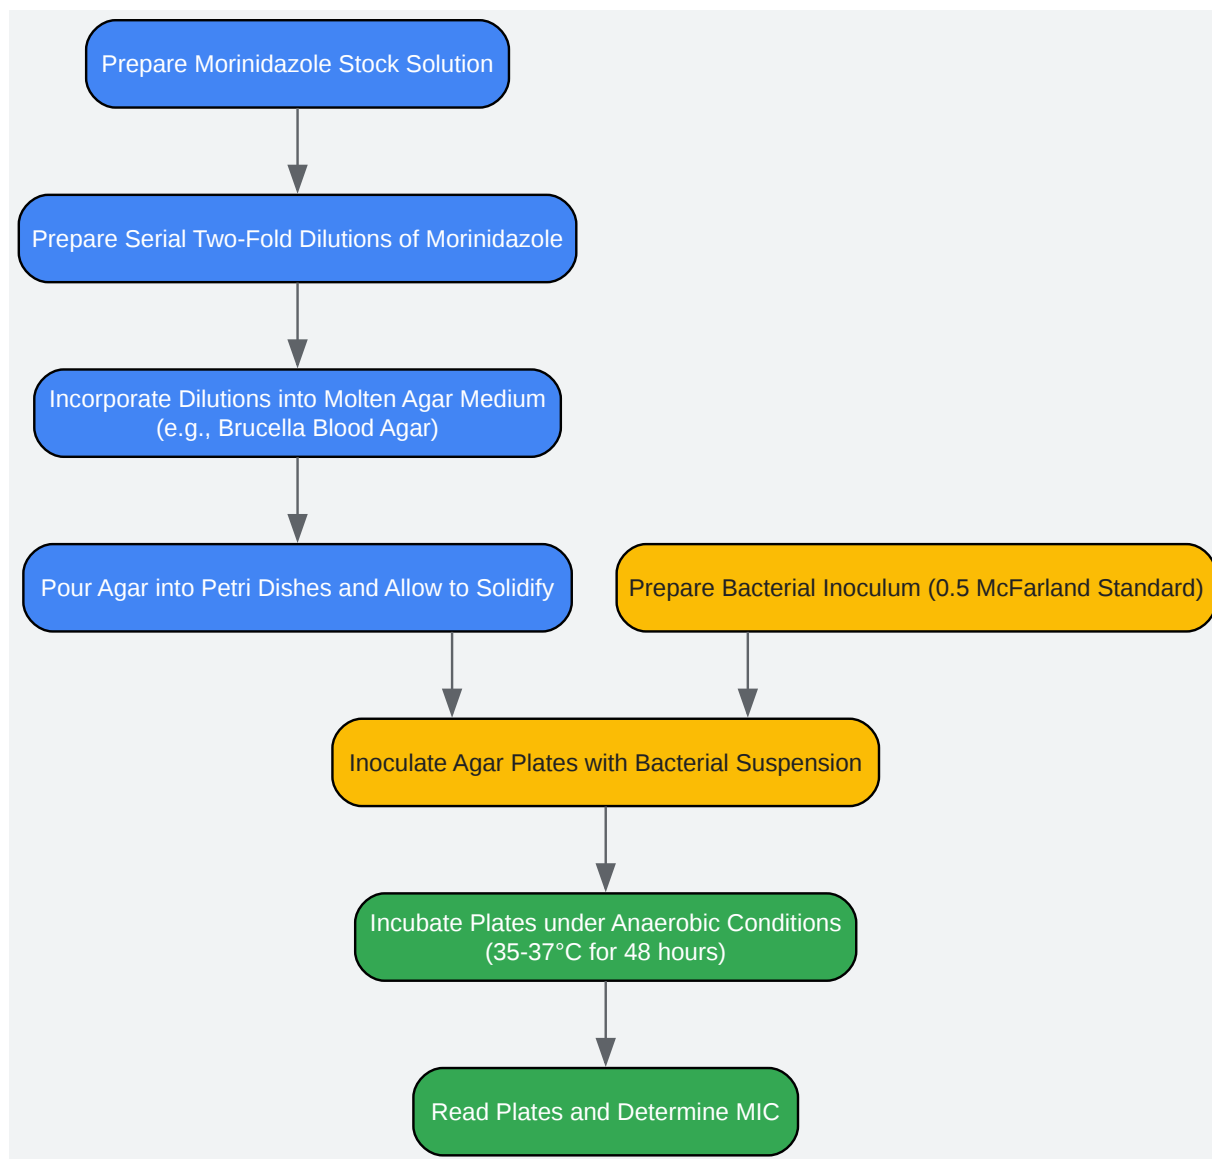 Prepare Morinidazole Stock Solution
Prepare Serial Two-Fold Dilutions of Morinidazole
Incorporate Dilutions into Molten Agar Medium
(e.g., Brucella Blood Agar)
Pour Agar into Petri Dishes and Allow to Solidify
Prepare Bacterial Inoculum (0.5 McFarland Standard)
Inoculate Agar Plates with Bacterial Suspension
Incubate Plates under Anaerobic Conditions
(35-37°C for 48 hours)
Read Plates and Determine MIC